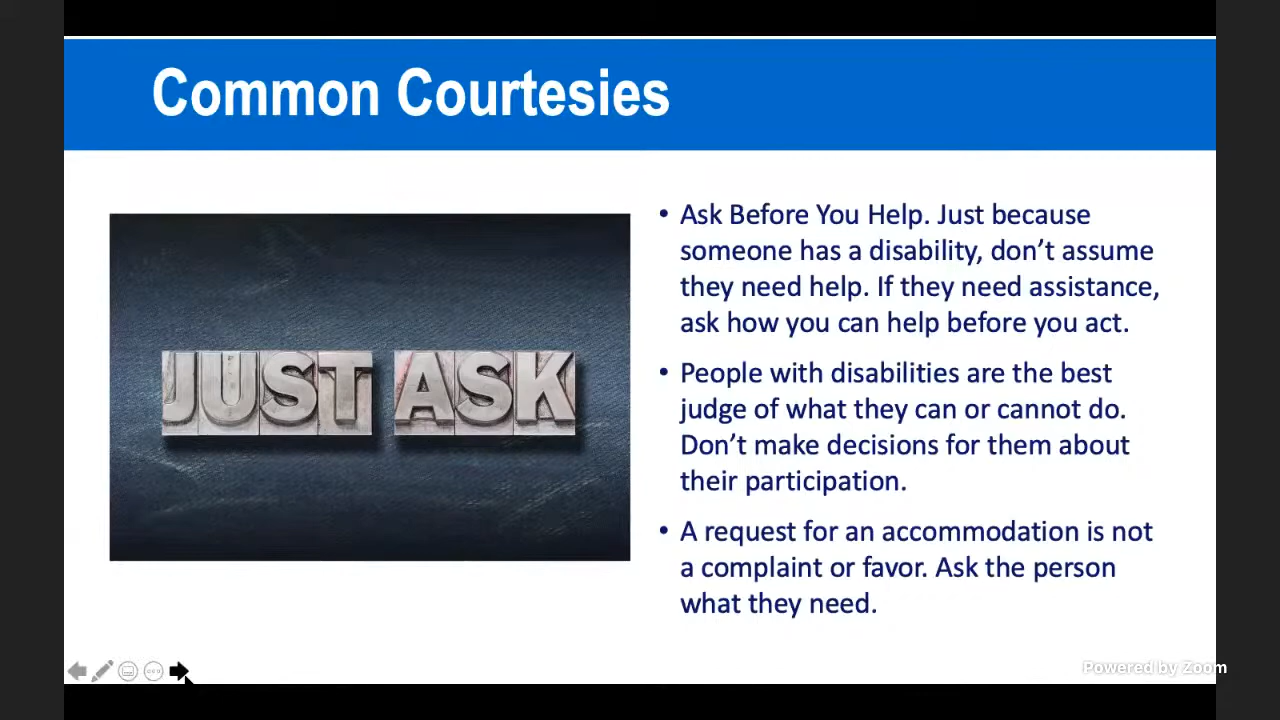 Common Courtesies
JUST ASK
• Ask Before You Help. Just because
someone has a disability, don’t assume
they need help. If they need assistance,
ask how you can help before you act.
• People with disabilities are the best
judge of what they can or cannot do.
Don’t make decisions for them about
their participation.
• A request for an accommodation is not
a complaint or favor. Ask the person
what they need.
Powered by Zoom